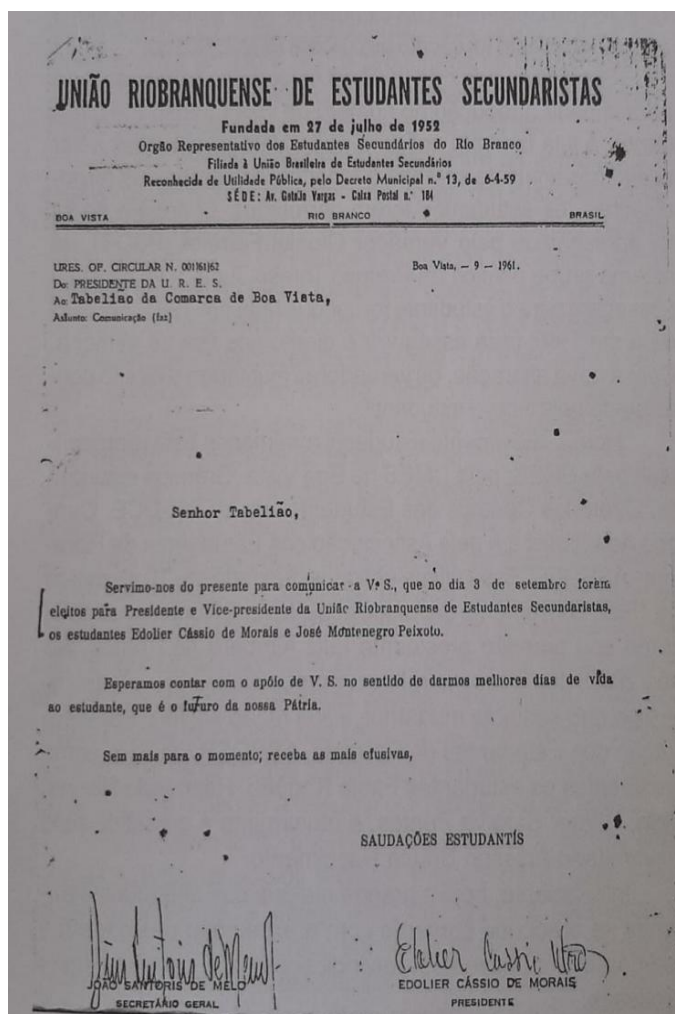 UNIÃO RIOBRANQUENSE DE ESTUDANTES SECUNDARISTAS
Fundada em 27 de julho de 1952
Orgão Representativo dos Estudantes Secundários do Rio Branco
Filiada à União Brasileira de Estudantes Secundários
Reconhecida de Utilidade Pública, pelo Decreto Municipal n.º 13, de 6-4-59
SÉDE: Av. Getulio Vargas - Caixa Postal n.º 184
BOA VISTA RIO BRANCO BRASIL
URES. OF. CIRCULAR N. 001/61/62 Boa Vista, — 9 — 1961.
Do: PRESIDENTE DA U. R. E. S.
Ao: Tabelião da Comarca de Boa Vista,
Assunto: Comunicação (faz)
Senhor Tabelião,
Servimo-nos do presente para comunicar a V. S., que no dia 3 de setembro foram
eleitos para Presidente e Vice-presidente da União Riobranquense de Estudantes Secundaristas,
os estudantes Edolier Cássio de Morais e José Montenegro Peixoto.
Esperamos contar com o apôio de V. S. no sentido de darmos melhores dias de vida
ao estudante, que é o futuro da nossa Pátria.
Sem mais para o momento; receba as mais efusivas,
SAUDAÇÕES ESTUDANTÍS
JOÃO SANTORIS DE MELO
SECRETÁRIO GERAL
EDOLIER CÁSSIO DE MORAIS
PRESIDENTE